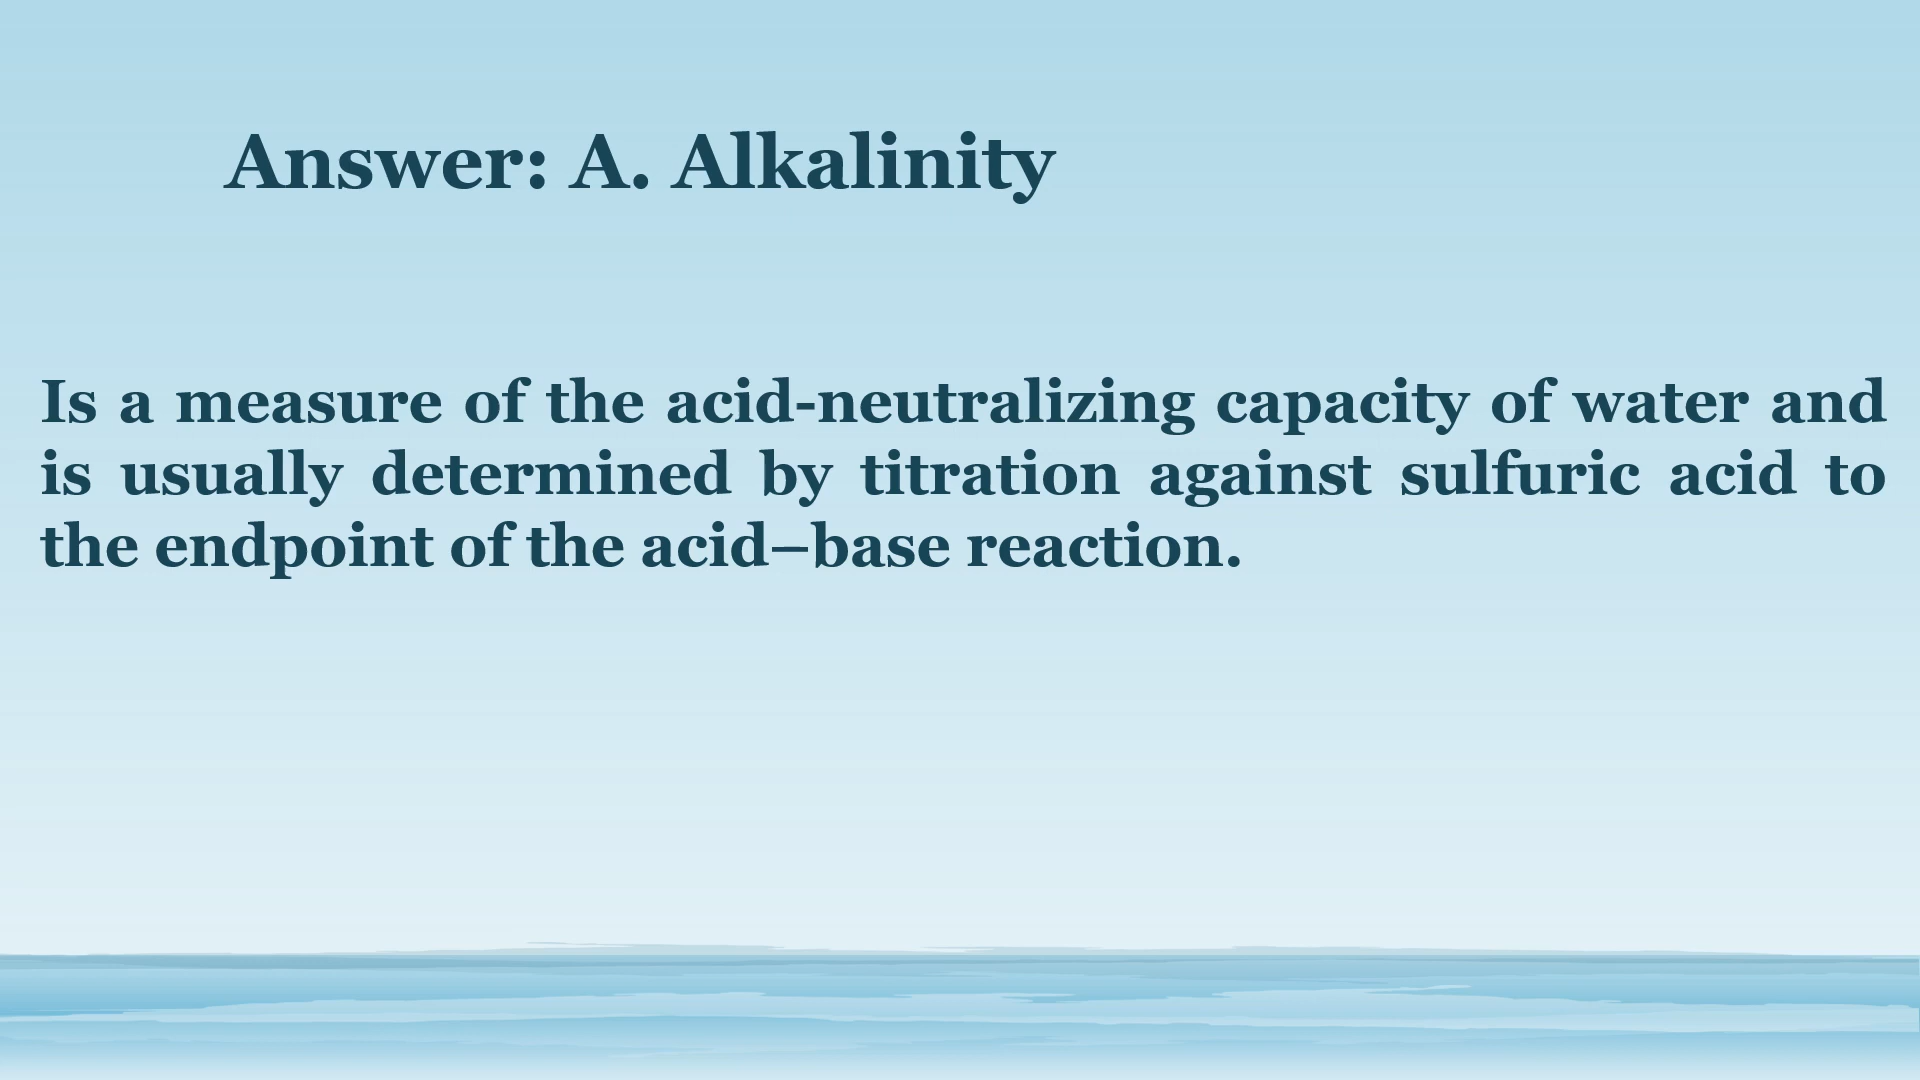 Answer: A. Alkalinity
Is a measure of the acid-neutralizing capacity of water and
is usually determined by titration against sulfuric acid to
the endpoint of the acid–base reaction.